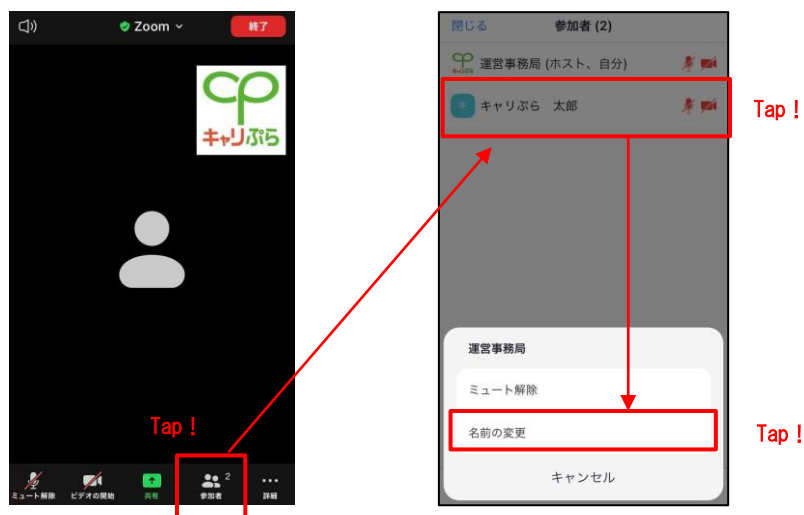 Zoom
終了
cp
キャリぷら
Tap！
ミュート解除
ビデオの開始
共有
参加者
2
詳細
閉じる
参加者 (2)
運営事務局 (ホスト、自分)
キ
キャリぷら 太郎
Tap！
運営事務局
ミュート解除
名前の変更
Tap！
キャンセル